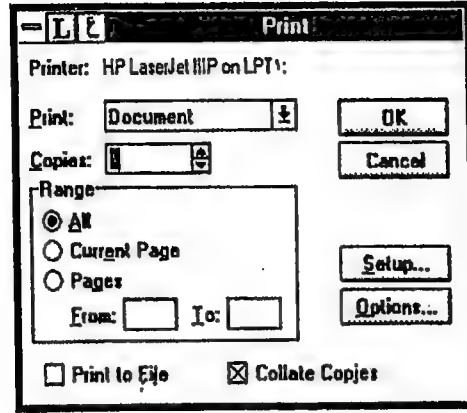 Print
Printer: HP LaserJet IIIP on LPT1:
Print: Document
OK
Copies: 1
Cancel
Range
All
Current Page
Pages
Setup...
From: To:
Options...
Print to File
Collate Copies